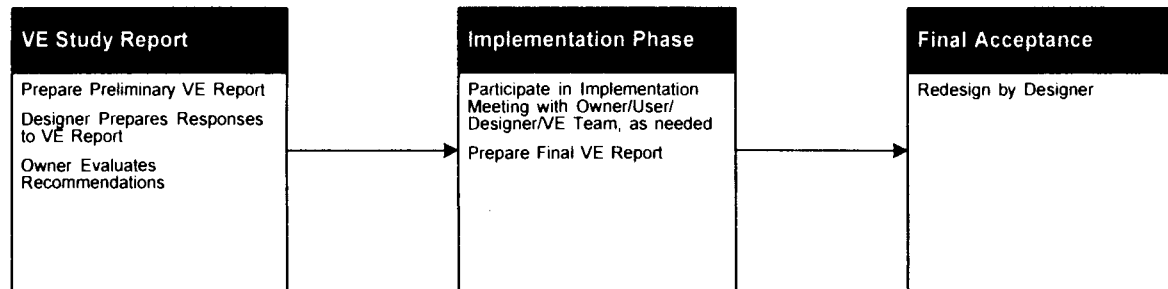 VE Study Report
Prepare Preliminary VE Report
Designer Prepares Responses
to VE Report
Owner Evaluates
Recommendations
Implementation Phase
Participate in Implementation
Meeting with Owner/User/
Designer/VE Team, as needed
Prepare Final VE Report
Final Acceptance
Redesign by Designer